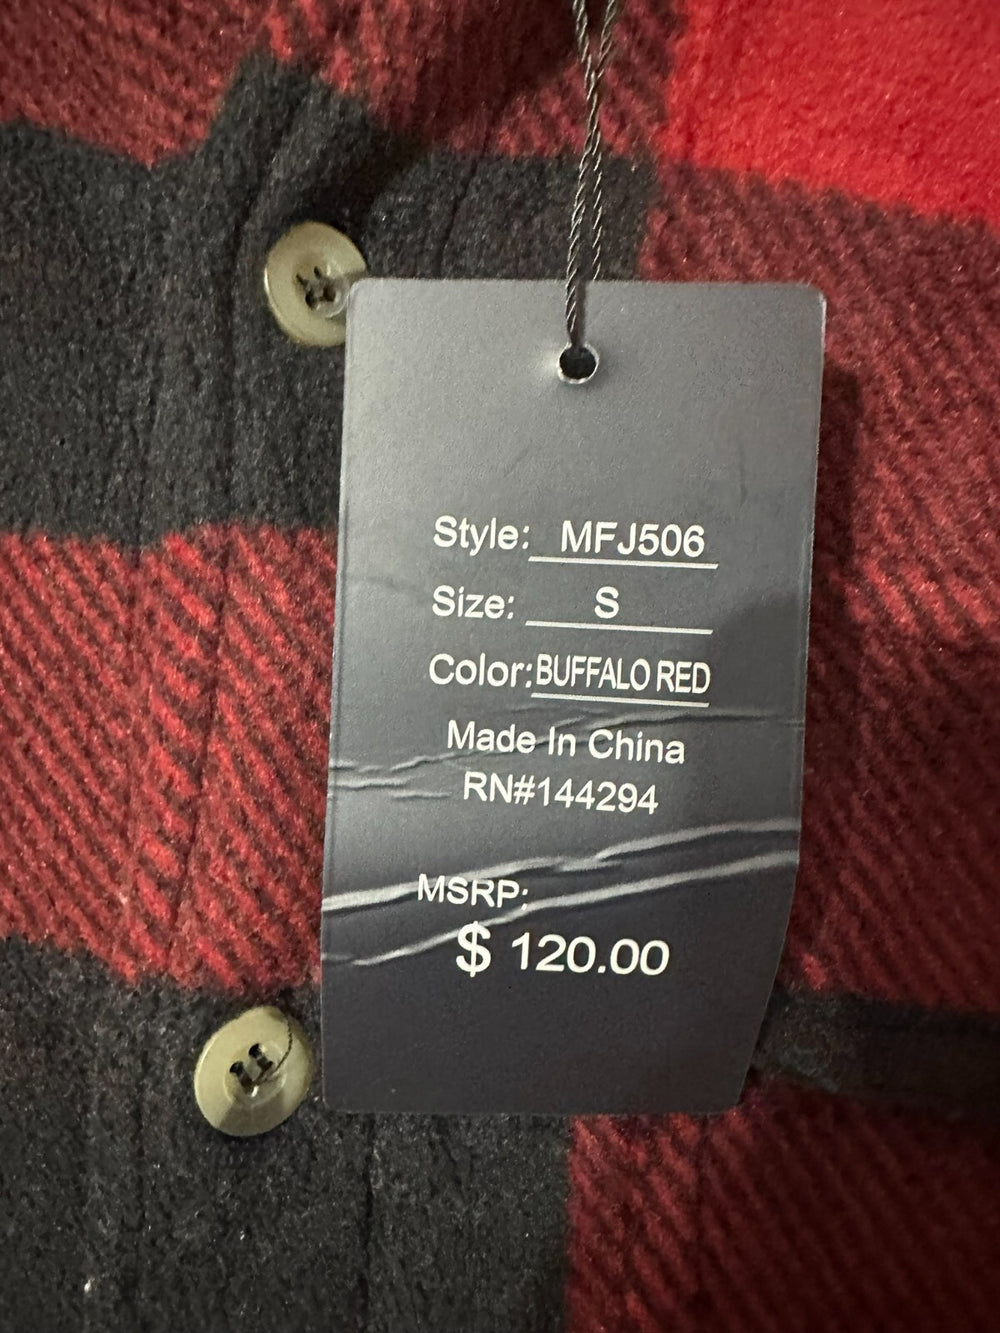 Style: MFJ506
Size: S
Color: BUFFALO RED
Made In China
RN#144294
MSRP:
$ 120.00